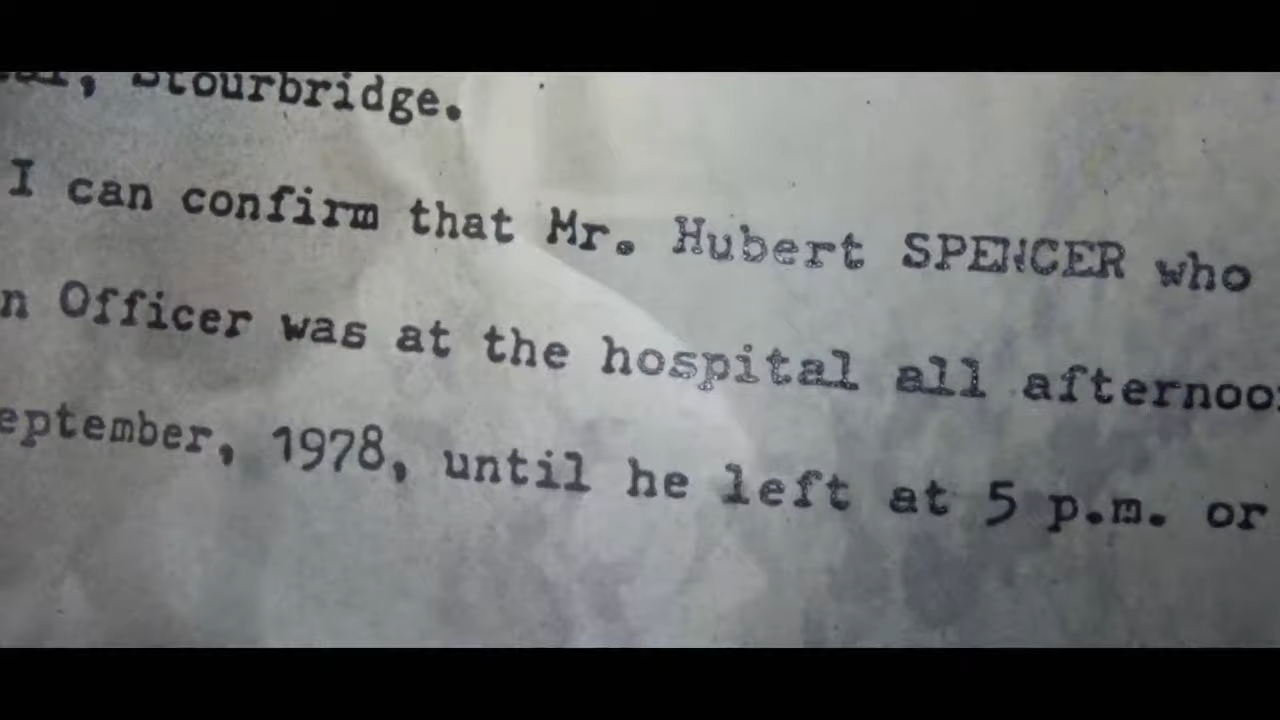 Stourbridge.
I can confirm that Mr. Hubert SPENCER who
Officer was at the hospital all
1978, until he left at 5 p.m. or